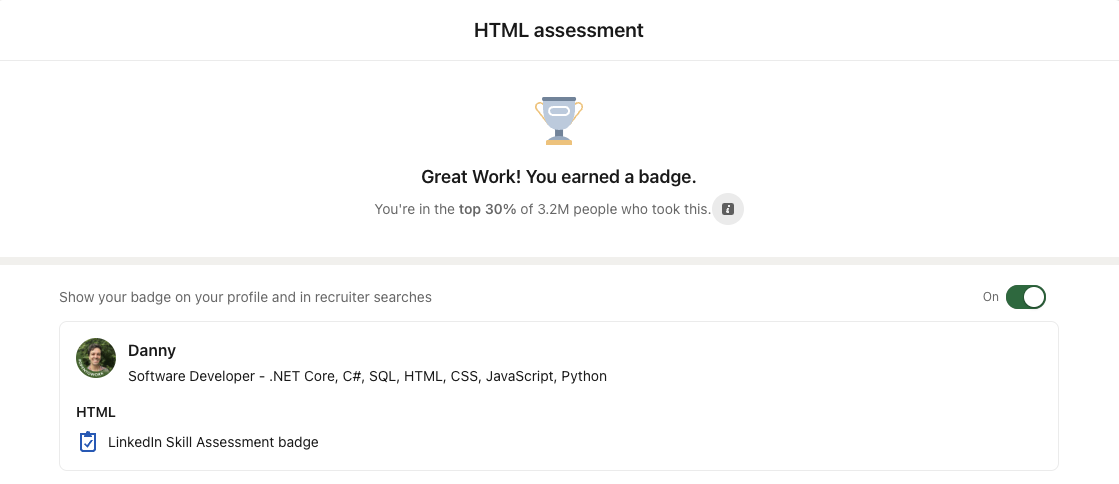 HTML assessment
Great Work! You earned a badge.
You're in the top 30% of 3.2M people who took this.
Show your badge on your profile and in recruiter searches
On
Danny
Software Developer - .NET Core, C#, SQL, HTML, CSS, JavaScript, Python
HTML
LinkedIn Skill Assessment badge